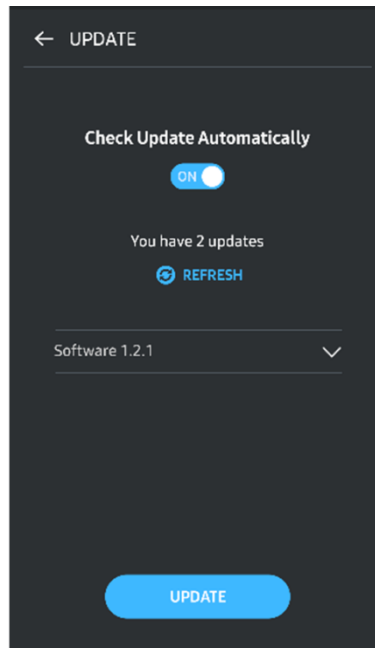 UPDATE
Check Update Automatically
ON
You have 2 updates
REFRESH
Software 1.2.1
UPDATE